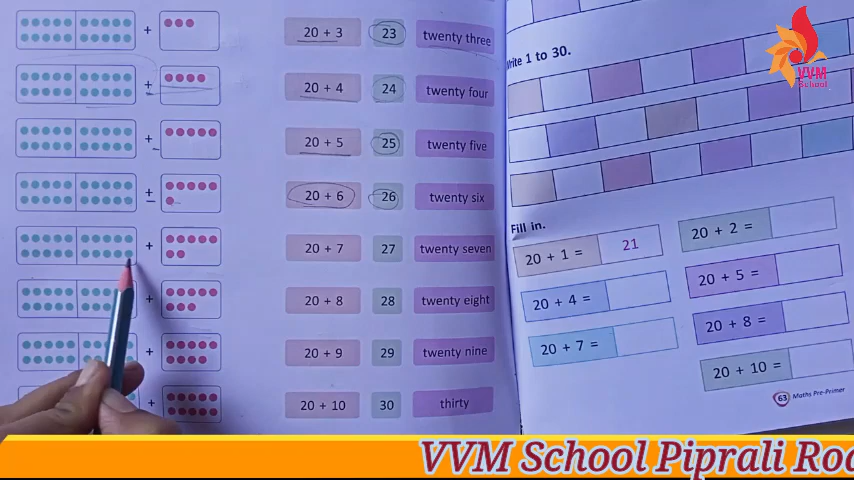 + 20 + 3 23 twenty three
+ 20 + 4 24 twenty four
+ 20 + 5 25 twenty five
+ 20 + 6 26 twenty six
+ 20 + 7 27 twenty seven
+ 20 + 8 28 twenty eight
+ 20 + 9 29 twenty nine
+ 20 + 10 30 thirty
1 to 30.
Fill in.
20 + 1 = 21 20 + 2 =
20 + 4 = 20 + 5 =
20 + 7 = 20 + 8 =
20 + 10 =
63 Maths Pre-Primer
VVM
School
VVM School Piprali